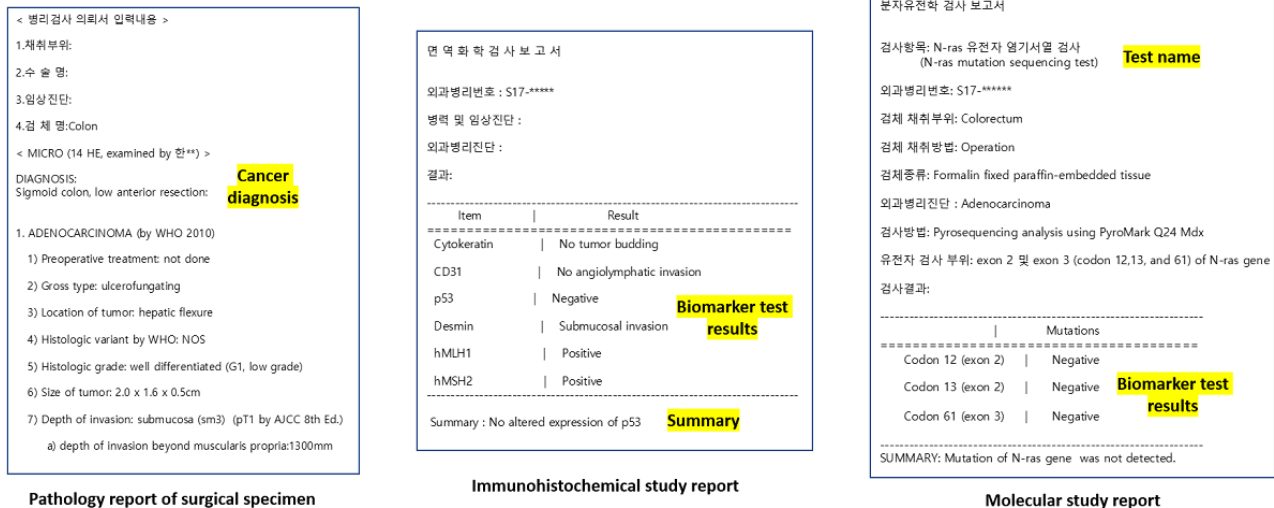 < 병리검사 의뢰서 입력내용 >
1.채취부위:
2.수 술 명:
3.임상진단:
4.검 체 명:Colon
< MICRO (14 HE, examined by 한**) >
DIAGNOSIS:
Sigmoid colon, low anterior resection:
Cancer
diagnosis
1. ADENOCARCINOMA (by WHO 2010)
1) Preoperative treatment: not done
2) Gross type: ulcerofungating
3) Location of tumor: hepatic flexure
4) Histologic variant by WHO: NOS
5) Histologic grade: well differentiated (G1, low grade)
6) Size of tumor: 2.0 x 1.6 x 0.5cm
7) Depth of invasion: submucosa (sm3) (pT1 by AJCC 8th Ed.)
a) depth of invasion beyond muscularis propria:1300mm
Pathology report of surgical specimen
면 역 화 학 검 사 보 고 서
외과병리번호 : S17-*****
병력 및 임상진단 :
외과병리진단 :
결과:
Item | Result
Cytokeratin | No tumor budding
CD31 | No angiolymphatic invasion
p53 | Negative
Desmin | Submucosal invasion
hMLH1 | Positive
hMSH2 | Positive
Biomarker test
results
Summary : No altered expression of p53
Summary
Immunohistochemical study report
분자유전학 검사 보고서
검사항목: N-ras 유전자 염기서열 검사
(N-ras mutation sequencing test)
Test name
외과병리번호: S17-******
검체 채취부위: Colorectum
검체 채취방법: Operation
검체종류: Formalin fixed paraffin-embedded tissue
외과병리진단 : Adenocarcinoma
검사방법: Pyrosequencing analysis using PyroMark Q24 Mdx
유전자 검사 부위: exon 2 및 exon 3 (codon 12,13, and 61) of N-ras gene
검사결과:
| Mutations
Codon 12 (exon 2) | Negative
Codon 13 (exon 2) | Negative
Codon 61 (exon 3) | Negative
Biomarker test
results
SUMMARY: Mutation of N-ras gene was not detected.
Molecular study report